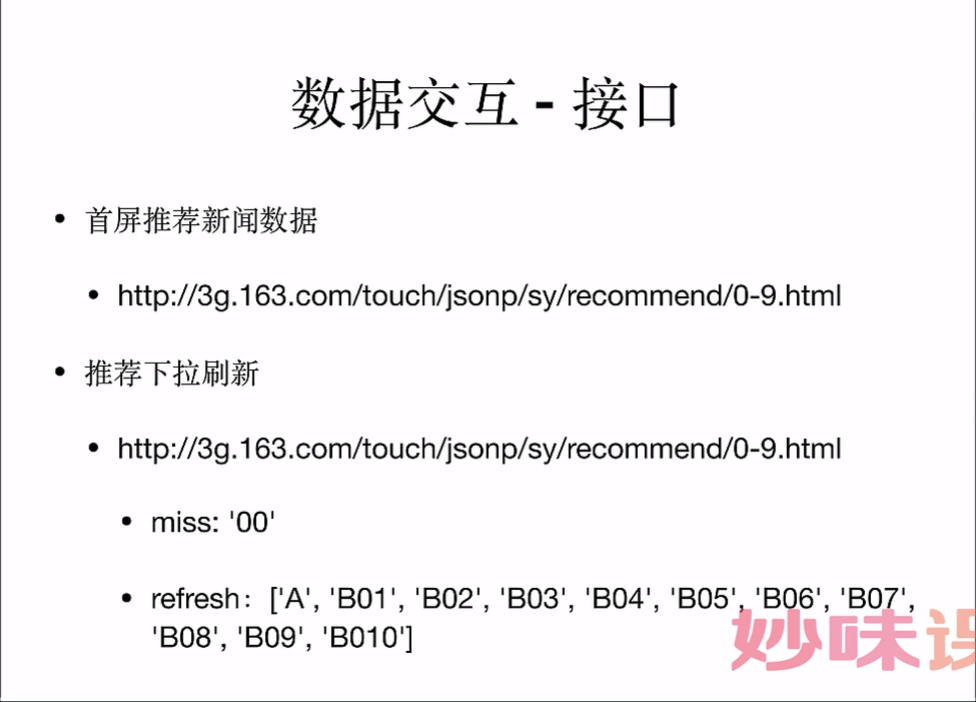 数据交互 - 接口
• 首屏推荐新闻数据
• http://3g.163.com/touch/jsonp/sy/recommend/0-9.html
• 推荐下拉刷新
• http://3g.163.com/touch/jsonp/sy/recommend/0-9.html
• miss: '00'
• refresh：['A', 'B01', 'B02', 'B03', 'B04', 'B05', 'B06', 'B07',
'B08', 'B09', 'B010']
妙味课